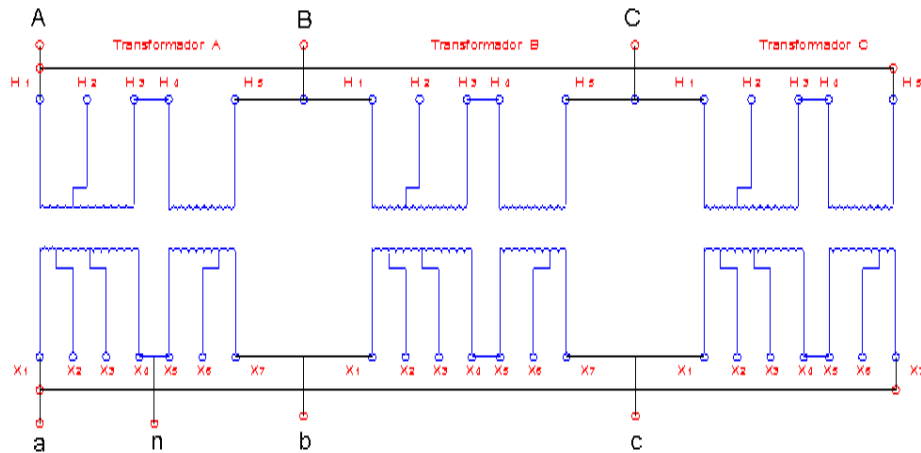 A B C
Transformador A Transformador B Transformador C
H1 H2 H3 H4 H5 H1 H2 H3 H4 H5 H1 H2 H3 H4 H5
X1 X2 X3 X4 X5 X6 X7 X1 X2 X3 X4 X5 X6 X7 X1 X2 X3 X4 X5 X6
a n b c